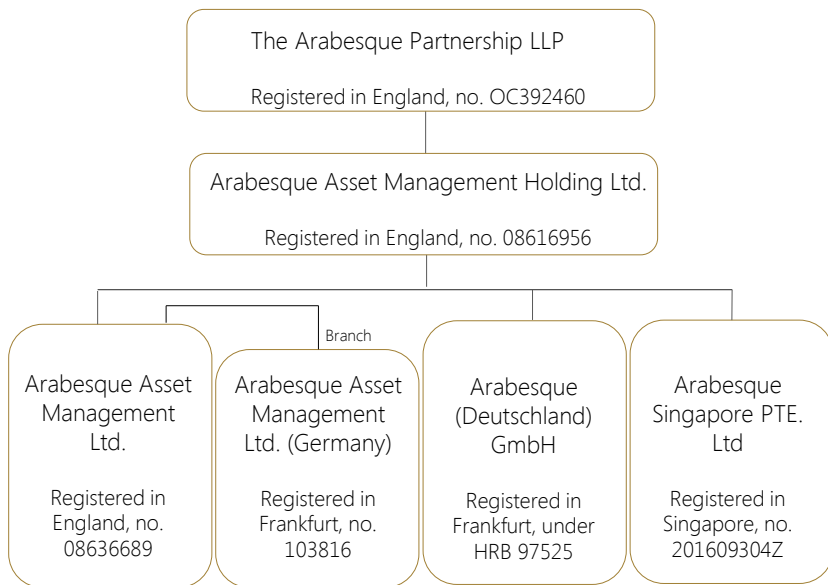 The Arabesque Partnership LLP
Registered in England, no. OC392460
Arabesque Asset Management Holding Ltd.
Registered in England, no. 08616956
Branch
Arabesque Asset
Management
Ltd.
Registered in
England, no.
08636689
Arabesque Asset
Management
Ltd. (Germany)
Registered in
Frankfurt, no.
103816
Arabesque
(Deutschland)
GmbH
Registered in
Frankfurt, under
HRB 97525
Arabesque
Singapore PTE.
Ltd
Registered in
Singapore, no.
201609304Z